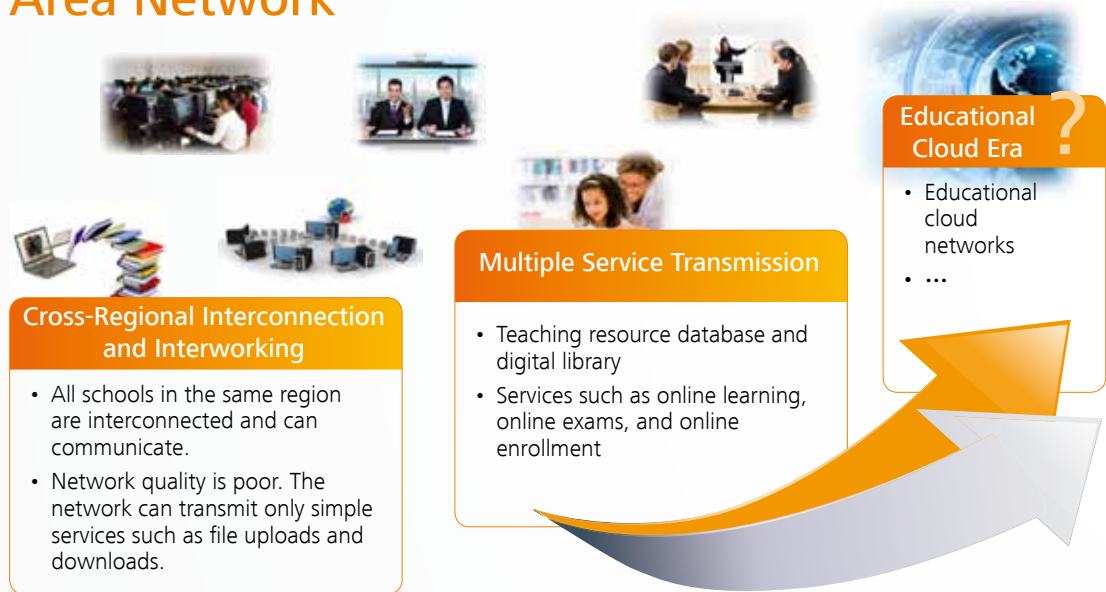 Area Network
Educational
Cloud Era
?
• Educational
cloud
networks
• ...
Multiple Service Transmission
• Teaching resource database and
digital library
• Services such as online learning,
online exams, and online
enrollment
Cross-Regional Interconnection
and Interworking
• All schools in the same region
are interconnected and can
communicate.
• Network quality is poor. The
network can transmit only simple
services such as file uploads and
downloads.